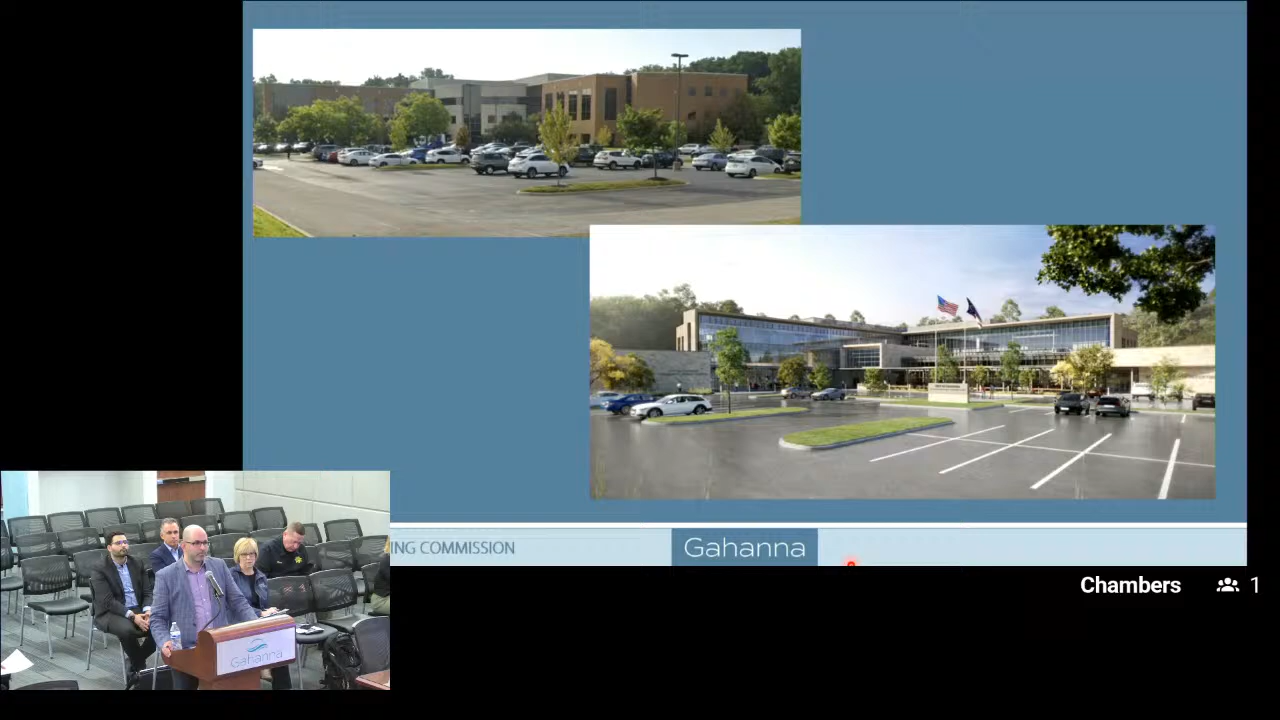 ING COMMISSION
Gahanna
Chambers
1
Gahanna